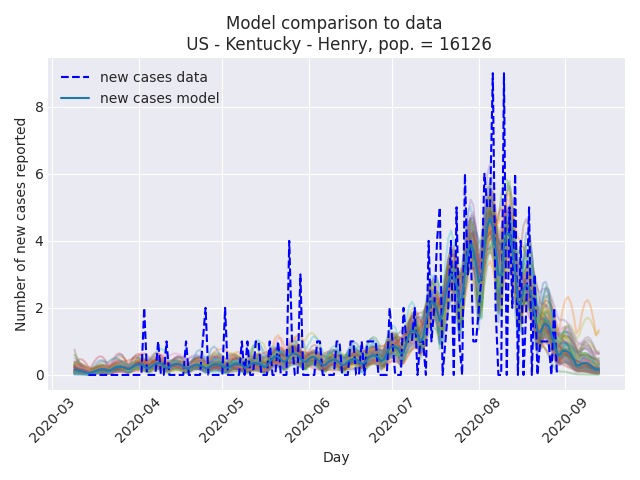 Model comparison to data
US - Kentucky - Henry, pop. = 16126
new cases data
new cases model
Number of new cases reported
8
6
4
2
0
2020-03
2020-04
2020-05
2020-06
2020-07
2020-08
2020-09
Day